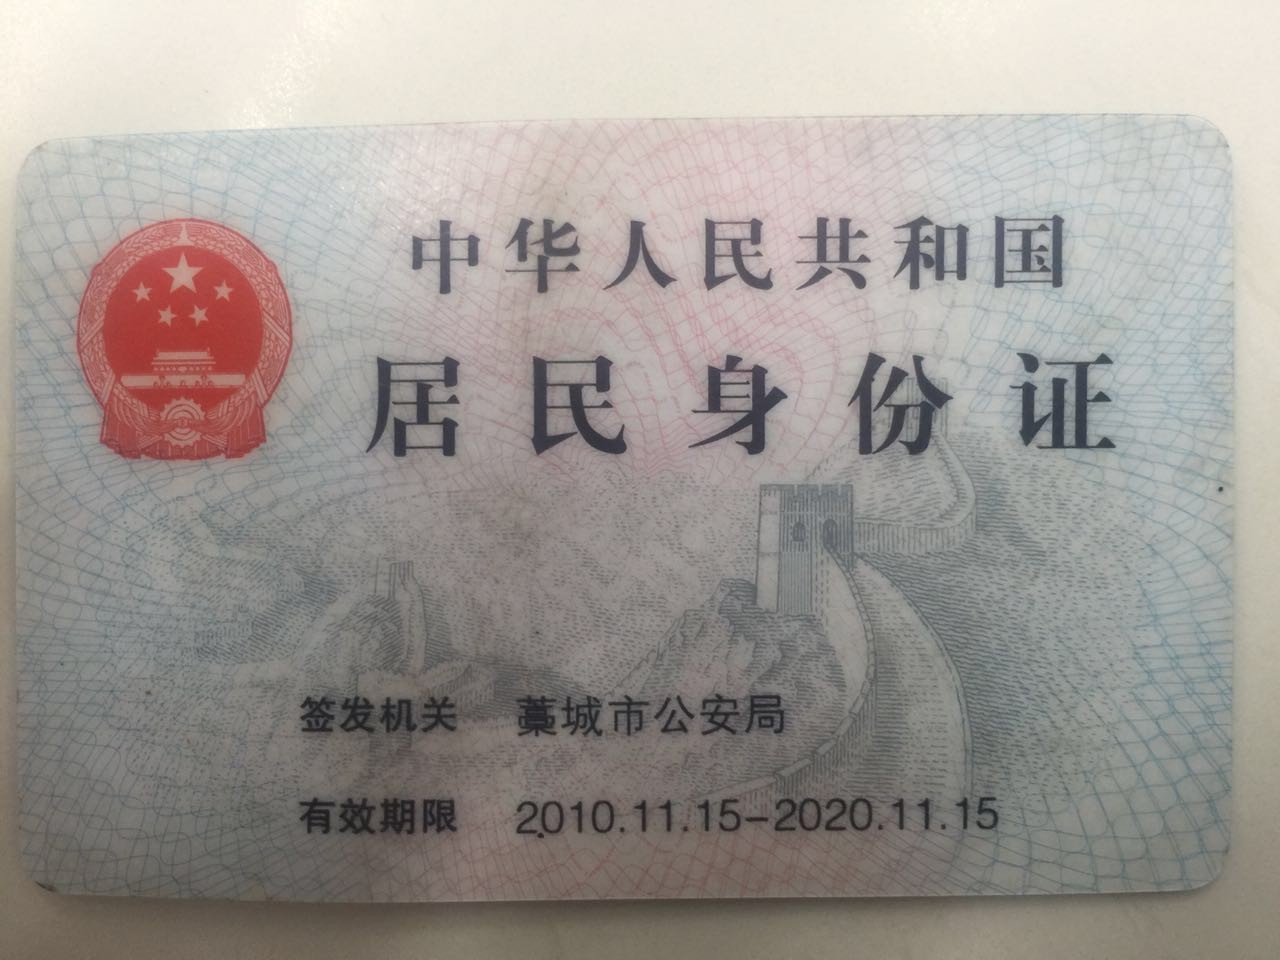 中华人民共和国
居民身份证
签发机关 藁城市公安局
有效期限 2010.11.15-2020.11.15